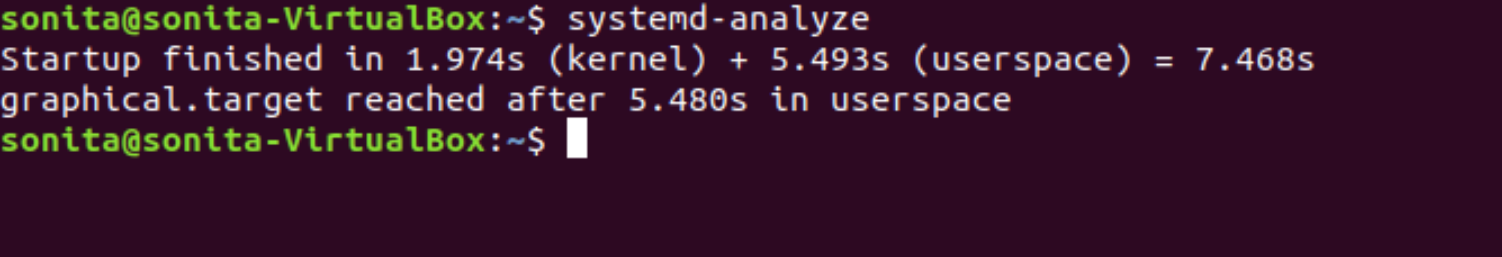 sonita@sonita-VirtualBox:~$ systemd-analyze
Startup finished in 1.974s (kernel) + 5.493s (userspace) = 7.468s
graphical.target reached after 5.480s in userspace
sonita@sonita-VirtualBox:~$